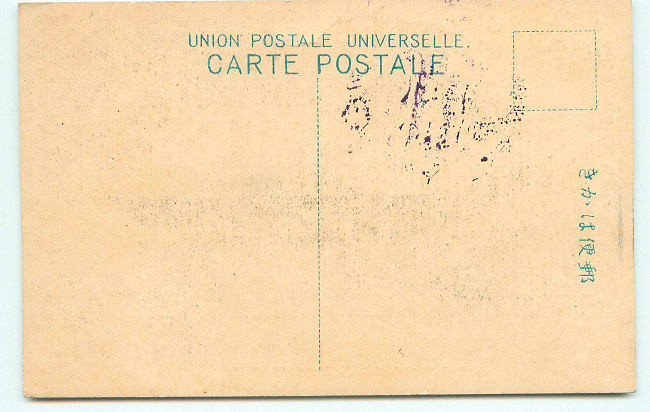 UNION POSTALE UNIVERSELLE.
CARTE POSTALE
郵便はかき